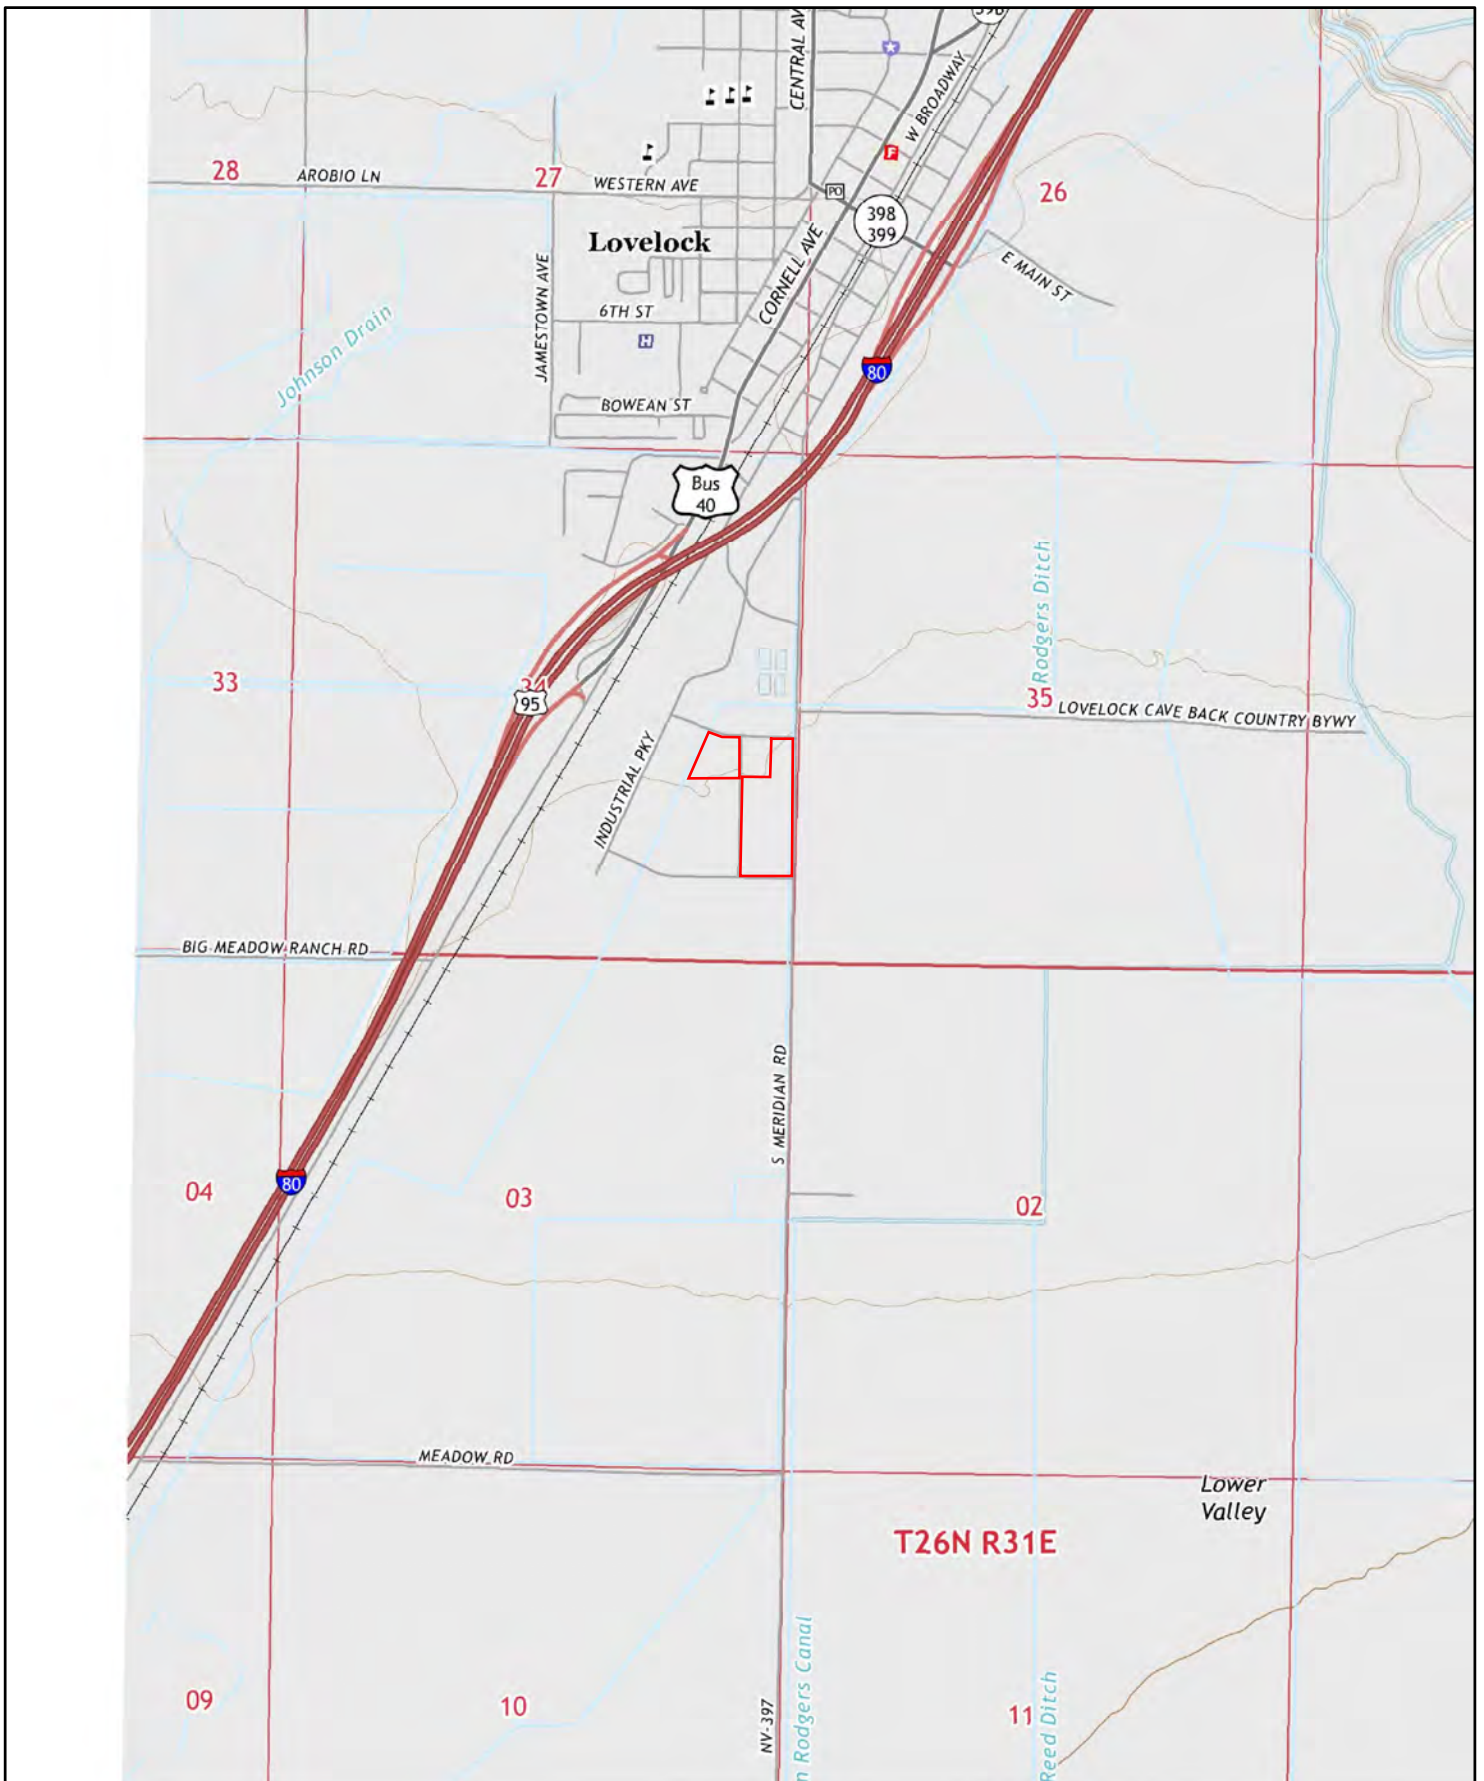 CENTRAL AV
39B
W BROADWAY
28
AROBIO LN
27
WESTERN AVE
PO
F
26
398
399
Lovelock
E MAIN ST
JAMESTOWN AVE
CORNELL AVE
6TH ST
H
Johnson Drain
80
BOWEAN ST
Bus
40
Rodgers Ditch
33
34
95
35
LOVELOCK CAVE BACK COUNTRY BYWY
INDUSTRIAL PKY
BIG MEADOW RANCH RD
S MERIDIAN RD
80
04
03
02
MEADOW RD
Lower
Valley
T26N R31E
n Rodgers Canal
Reed Ditch
NV-397
09
10
11